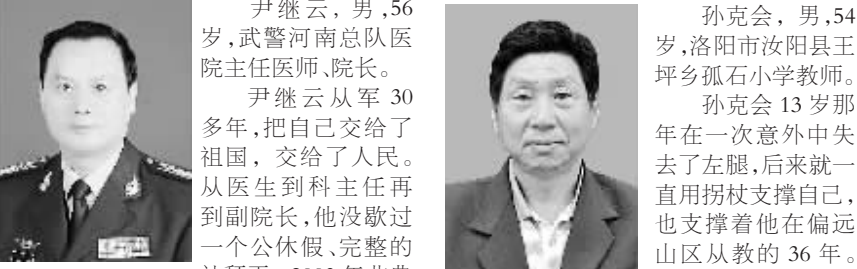 尹继云，男，56
岁，武警河南总队医
院主任医师、院长。
尹继云从军 30
多年，把自己交给了
祖国，交给了人民。
从医生到科主任再
到副院长，他没歇过
一个公休假、完整的
孙克会，男，54
岁，洛阳市汝阳县王
坪乡孤石小学教师。
孙克会 13 岁那
年在一次意外中失
去了左腿，后来就一
直用拐杖支撑自己，
也支撑着他在偏远
山区从教的 36 年。